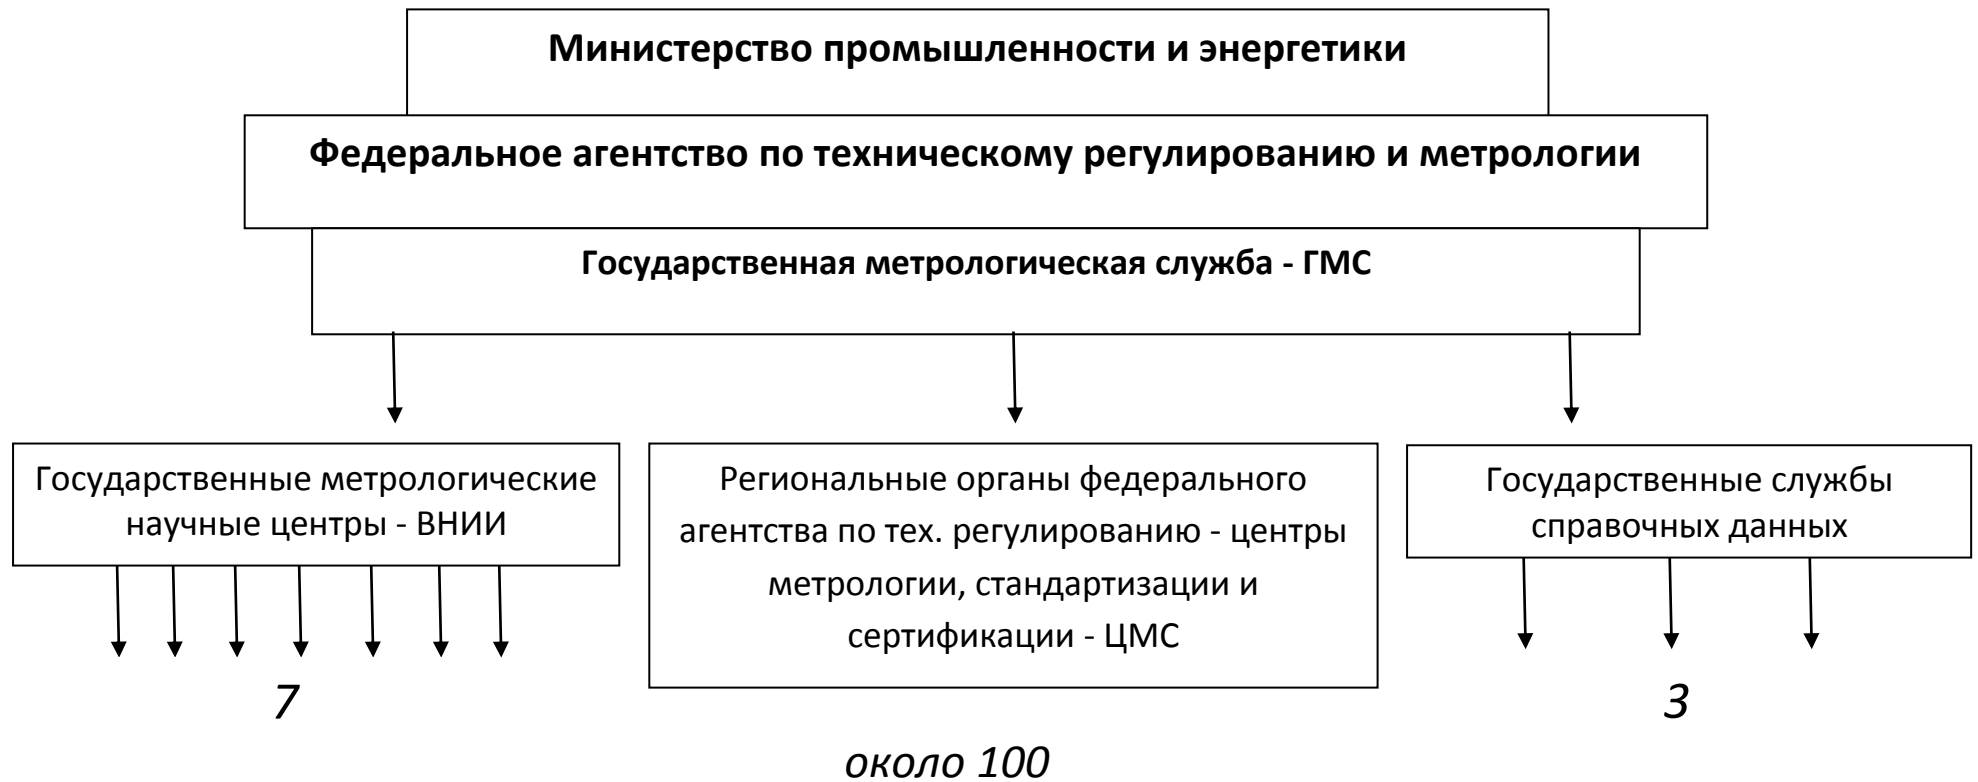 Министерство промышленности и энергетики
Федеральное агентство по техническому регулированию и метрологии
Государственная метрологическая служба - ГМС
Государственные метрологические
научные центры - ВНИИ
Региональные органы федерального
агентства по тех. регулированию - центры
метрологии, стандартизации и
сертификации - ЦМС
Государственные службы
справочных данных
7
около 100
3